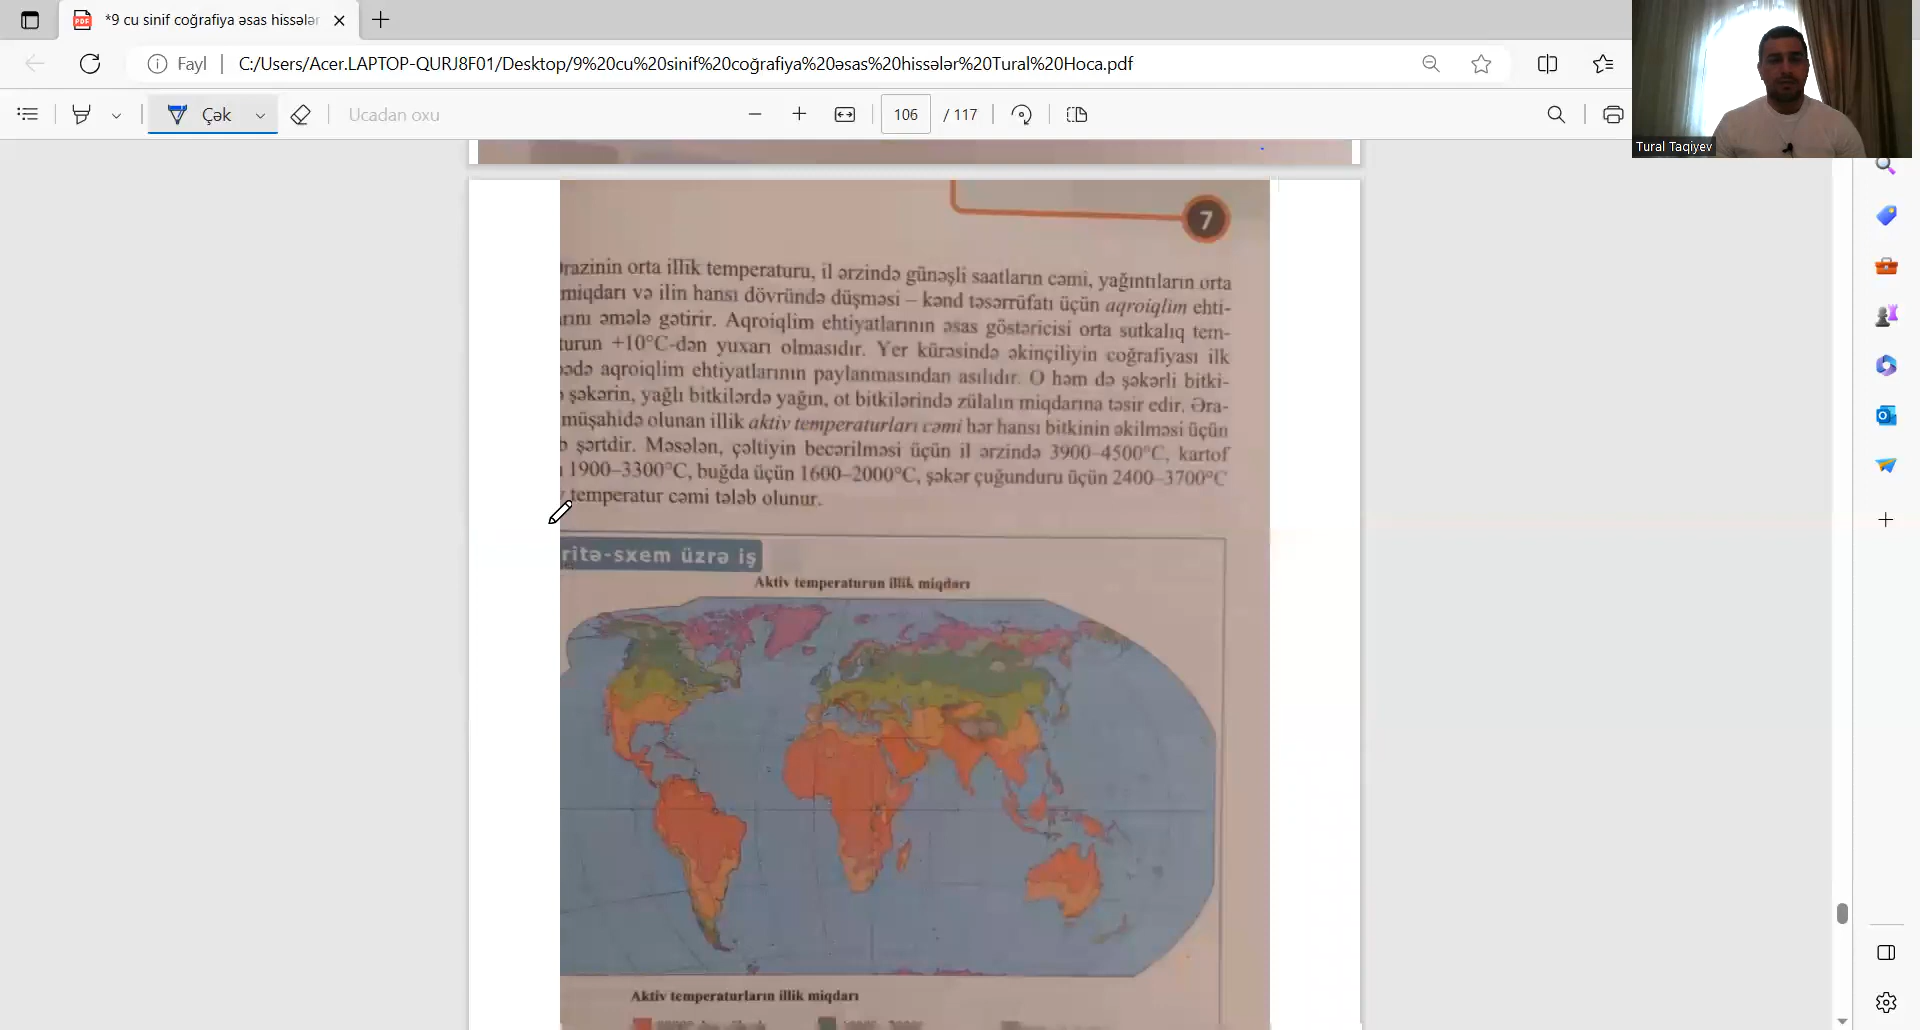 *9 cu sinif coğrafiya əsas hissələr
Fayl
C:/Users/Acer.LAPTOP-QURJ8F01/Desktop/9%20cu%20sinif%20coğrafiya%20əsas%20hissələr%20Tural%20Hoca.pdf
Çək
Ucadan oxu
106 / 117
Tural Taqiyev
7
razinin orta illik temperaturu, il ərzində günəşli saatların cəmi, yağıntıların orta
miqdarı və ilin hansı dövründə düşməsi – kənd təsərrüfatı üçün aqroiqlim ehti-
arını əmələ gətirir. Aqroiqlim ehtiyatlarının əsas göstəricisi orta sutkalıq tem-
turun +10°C-dən yuxarı olmasıdır. Yer kürəsində əkinçiliyin coğrafiyası ilk
bədə aqroiqlim ehtiyatlarının paylanmasından asılıdır. O həm də şəkərli bitki-
şəkərin, yağlı bitkilərdə yağın, ot bitkilərində zülalın miqdarına təsir edir. Əra-
müşahidə olunan illik aktiv temperaturları cəmi hər hansı bitkinin əkilməsi üçün
b şərtdir. Məsələn, çəltiyin becərilməsi üçün il ərzində 3900–4500°C, kartof
1900–3300°C, buğda üçün 1600–2000°C, şəkər çuğunduru üçün 2400–3700°C
temperatur cəmi tələb olunur.
ritə-sxem üzrə iş
Aktiv temperaturun illik miqdarı
Aktiv temperaturların illik miqdarı